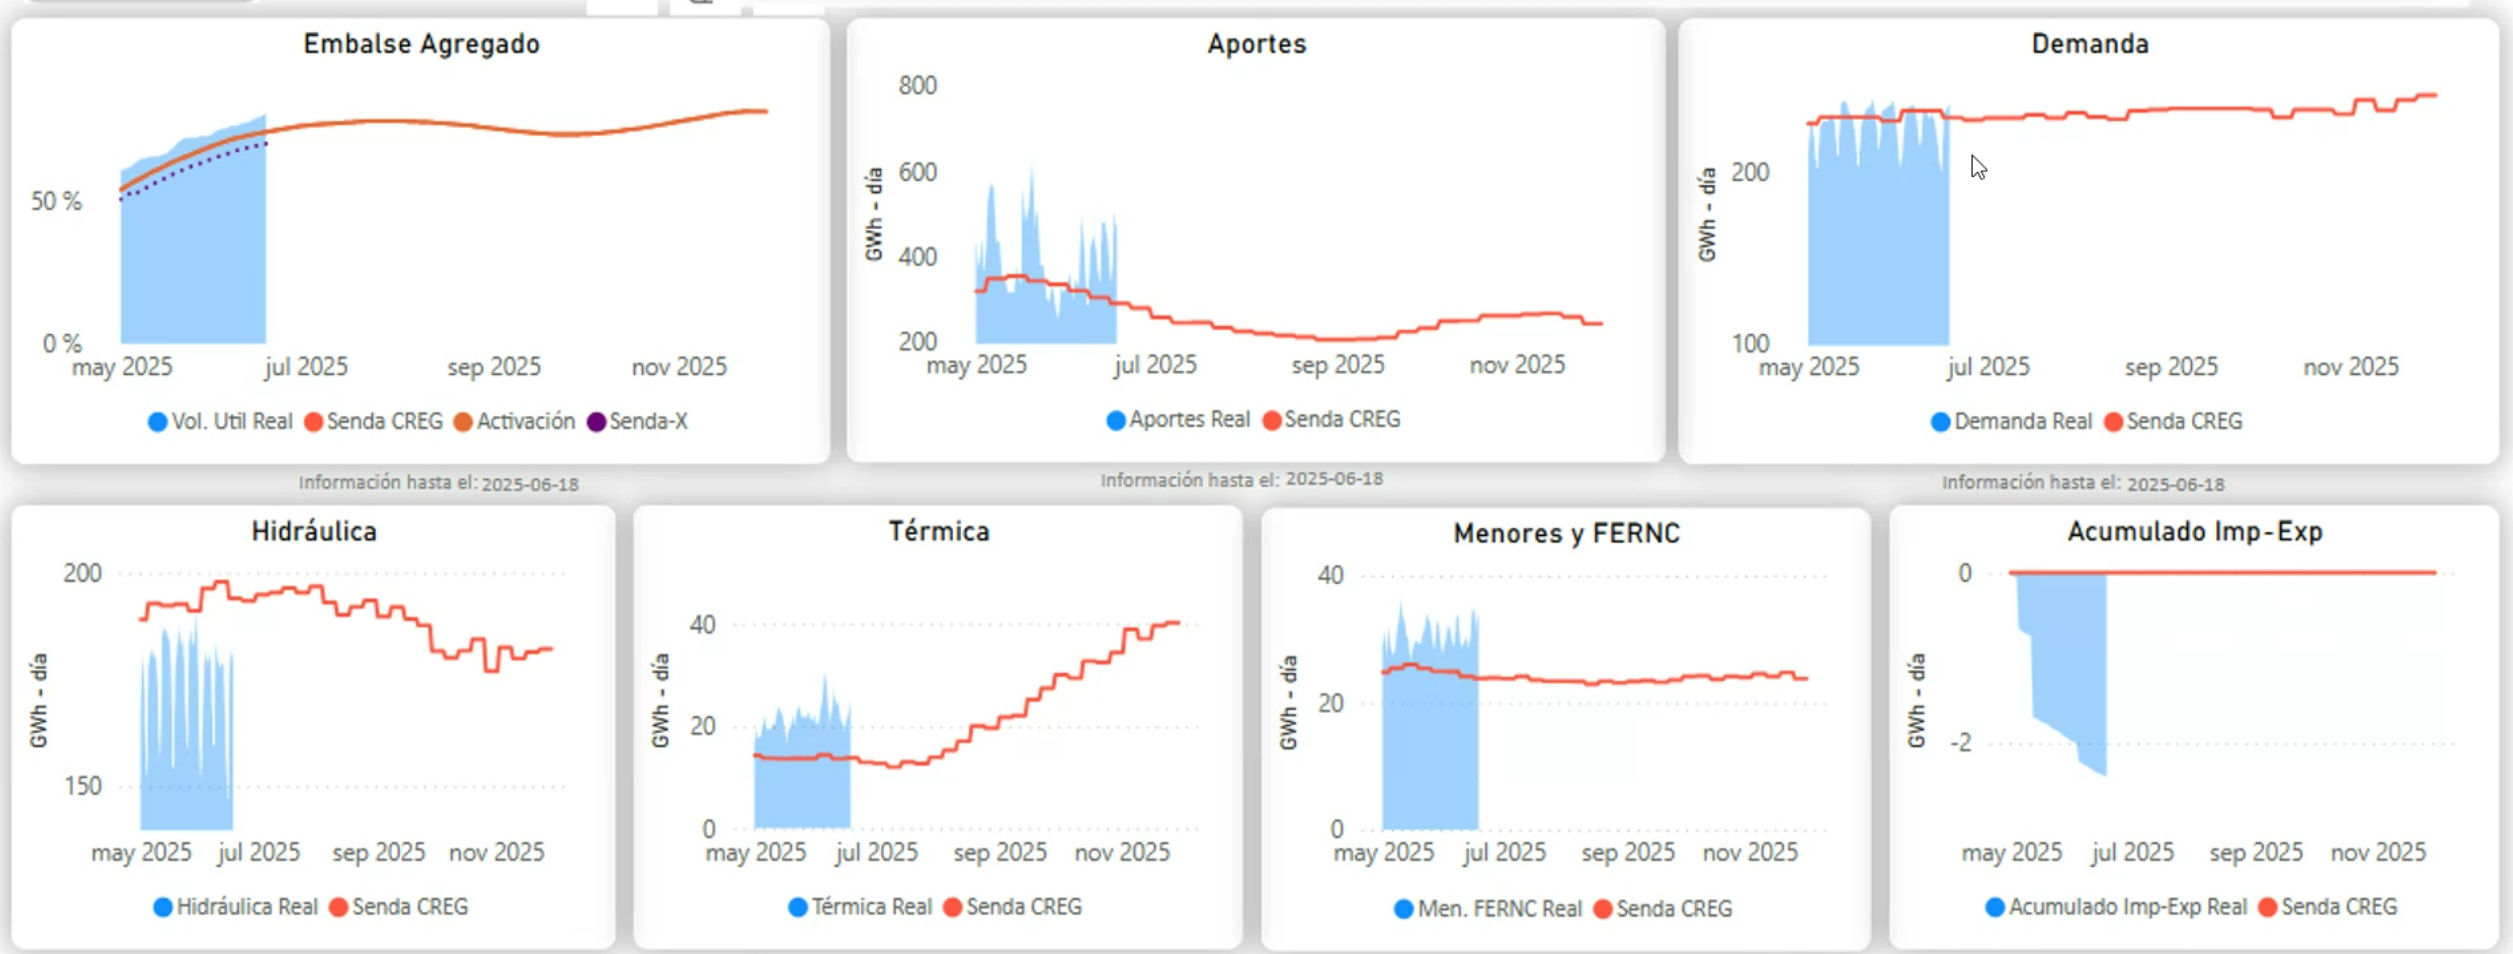 Embalse Agregado
50 %
0 %
may 2025 jul 2025 sep 2025 nov 2025
Vol. Util Real Senda CREG Activación Senda-X
Información hasta el: 2025-06-18
Aportes
GWh - día
800
600
400
200
may 2025 jul 2025 sep 2025 nov 2025
Aportes Real Senda CREG
Información hasta el: 2025-06-18
Demanda
GWh - día
200
100
may 2025 jul 2025 sep 2025 nov 2025
Demanda Real Senda CREG
Información hasta el: 2025-06-18
Hidráulica
GWh - día
200
150
may 2025 jul 2025 sep 2025 nov 2025
Hidráulica Real Senda CREG
Térmica
GWh - día
40
20
0
may 2025 jul 2025 sep 2025 nov 2025
Térmica Real Senda CREG
Menores y FERNC
GWh - día
40
20
0
may 2025 jul 2025 sep 2025 nov 2025
Men. FERNC Real Senda CREG
Acumulado Imp-Exp
GWh - día
0
-2
may 2025 jul 2025 sep 2025 nov 2025
Acumulado Imp-Exp Real Senda CREG